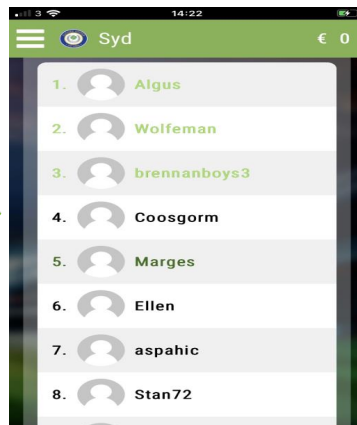 3 14:22
Syd € 0
1. Algus
2. Wolfeman
3. brennanboys3
4. Coosgorm
5. Marges
6. Ellen
7. aspahic
8. Stan72